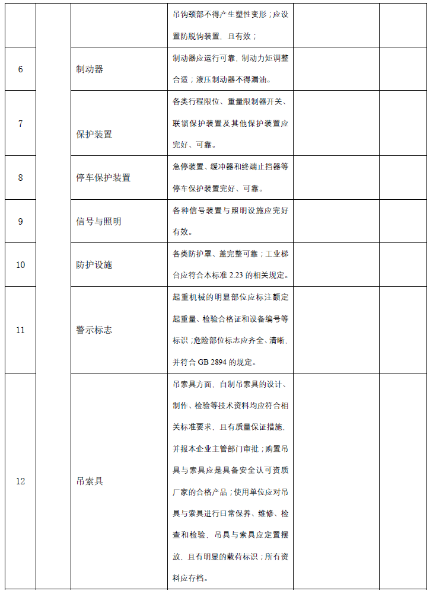 吊钩颈部不得产生塑性变形；应设
置防脱钩装置，且有效；
6
制动器
制动器应运行可靠，制动力矩调整
合适；液压制动器不得漏油。
7
保护装置
各类行程限位、重量限制器开关、
联锁保护装置及其他保护装置应
完好、可靠。
8
停车保护装置
急停装置、缓冲器和终端止挡器等
停车保护装置完好、可靠。
9
信号与照明
各种信号装置与照明设施应完好
有效。
10
防护设施
各类防护罩、盖完整可靠；工业梯
台应符合本标准 2.23 的相关规定。
11
警示标志
起重机械的明显部位应标注额定
起重量、检验合格证和设备编号等
标识；危险部位标志应齐全、清晰，
并符合 GB 2894 的规定。
12
吊索具
吊索具方面，自制吊索具的设计、
制作、检验等技术资料均应符合相
关标准要求，且有质量保证措施，
并报本企业主管部门审批；购置吊
具与索具应是具备安全认可资质
厂家的合格产品；使用单位应对吊
具与索具进行日常保养、维修、检
查和检验，吊具与索具应定置摆
放，且有明显的载荷标识；所有资
料应存档。